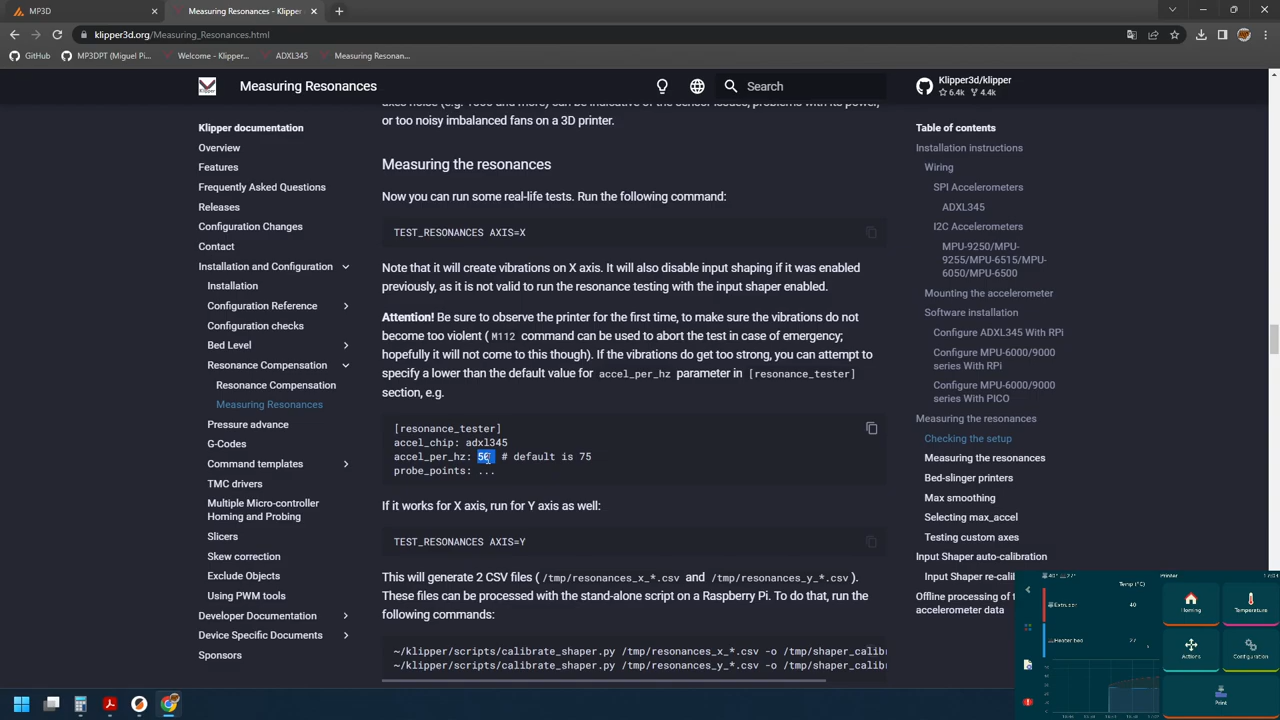 MP3D
Measuring Resonances - Klipper d
klipper3d.org/Measuring_Resonances.html
GitHub
MP3DPT (Miguel Pi...
Welcome - Klipper...
ADXL345
Measuring Resonan...
Measuring Resonances
Search
Klipper3d/klipper
6.4k 4.4k
or too noisy imbalanced fans on a 3D printer.
Measuring the resonances
Now you can run some real-life tests. Run the following command:
TEST_RESONANCES AXIS=X
Note that it will create vibrations on X axis. It will also disable input shaping if it was enabled
previously, as it is not valid to run the resonance testing with the input shaper enabled.
Attention! Be sure to observe the printer for the first time, to make sure the vibrations do not
become too violent ( M112 command can be used to abort the test in case of emergency;
hopefully it will not come to this though). If the vibrations do get too strong, you can attempt to
specify a lower than the default value for accel_per_hz parameter in [resonance_tester]
section, e.g.
[resonance_tester]
accel_chip: adxl345
accel_per_hz: 50 # default is 75
probe_points: ...
If it works for X axis, run for Y axis as well:
TEST_RESONANCES AXIS=Y
This will generate 2 CSV files ( /tmp/resonances_x_*.csv and /tmp/resonances_y_*.csv ).
These files can be processed with the stand-alone script on a Raspberry Pi. To do that, run the
following commands:
~/klipper/scripts/calibrate_shaper.py /tmp/resonances_x_*.csv -o /tmp/shaper_calibr
~/klipper/scripts/calibrate_shaper.py /tmp/resonances_y_*.csv -o /tmp/shaper_calibr
Klipper documentation
Overview
Features
Frequently Asked Questions
Releases
Configuration Changes
Contact
Installation and Configuration
Installation
Configuration Reference
Configuration checks
Bed Level
Resonance Compensation
Resonance Compensation
Measuring Resonances
Pressure advance
G-Codes
Command templates
TMC drivers
Multiple Micro-controller
Homing and Probing
Slicers
Skew correction
Exclude Objects
Using PWM tools
Developer Documentation
Device Specific Documents
Sponsors
Table of contents
Installation instructions
Wiring
SPI Accelerometers
ADXL345
I2C Accelerometers
MPU-9250/MPU-
9255/MPU-6515/MPU-
6050/MPU-6500
Mounting the accelerometer
Software installation
Configure ADXL345 With RPi
Configure MPU-6000/9000
series With RPi
Configure MPU-6000/9000
series With PICO
Measuring the resonances
Checking the setup
Measuring the resonances
Bed-slinger printers
Max smoothing
Selecting max_accel
Testing custom axes
Input Shaper auto-calibration
Input Shaper re-cali
Offline processing of t
accelerometer data
40° 27°
Printer
Temp (°C)
Extruder 40
Heater bed 27
Homing
Temperature
Actions
Configuration
Print